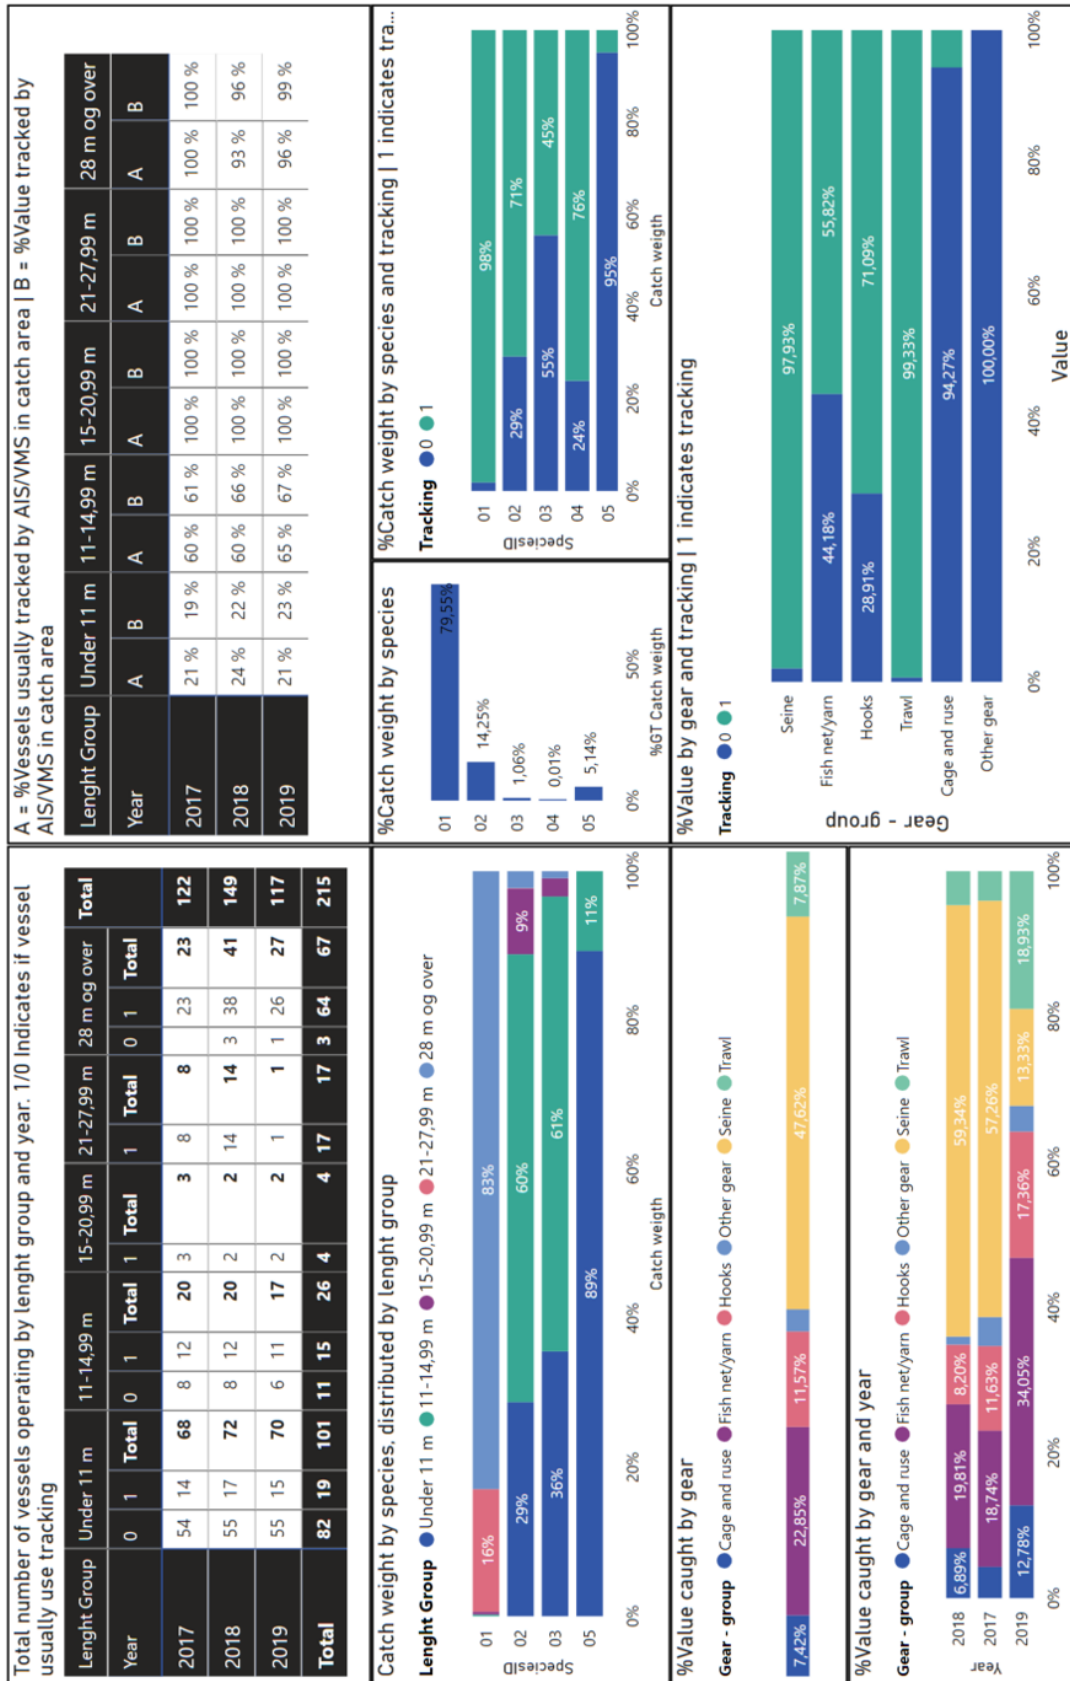 Total number of vessels operating by lenght group and year. 1/0 Indicates if vessel
usually use tracking
Lenght Group Under 11 m 11-14,99 m 15-20,99 m 21-27,99 m 28 m og over Total
Year 0 1 Total 0 1 Total 1 Total 1 Total 0 1 Total
2017 54 14 68 8 12 20 3 3 8 8 23 23 122
2018 55 17 72 8 12 20 2 2 14 14 3 38 41 149
2019 55 15 70 6 11 17 2 2 1 1 1 26 27 117
Total 82 19 101 11 15 26 4 4 17 17 3 64 67 215
A = %Vessels usually tracked by AIS/VMS in catch area | B = %Value tracked by
AIS/VMS in catch area
Lenght Group Under 11 m 11-14,99 m 15-20,99 m 21-27,99 m 28 m og over
Year A B A B A B A B A B
2017 21 % 19 % 60 % 61 % 100 % 100 % 100 % 100 % 100 % 100 %
2018 24 % 22 % 60 % 66 % 100 % 100 % 100 % 100 % 93 % 96 %
2019 21 % 23 % 65 % 67 % 100 % 100 % 100 % 100 % 96 % 99 %
Catch weight by species, distributed by lenght group
Lenght Group Under 11 m 11-14,99 m 15-20,99 m 21-27,99 m 28 m og over
SpeciesID
01 16% 83%
02 29% 60% 9%
03 36% 61%
05 89% 11%
0% 20% 40% 60% 80% 100%
Catch weigth
%Catch weight by species
01 79,55%
02 14,25%
03 1,06%
04 0,01%
05 5,14%
0% 50%
%GT Catch weigth
%Catch weight by species and tracking | 1 indicates tra...
Tracking 0 1
SpeciesID
01 98%
02 29% 71%
03 55% 45%
04 24% 76%
05 95%
0% 20% 40% 60% 80% 100%
Catch weigth
%Value caught by gear
Gear - group Cage and ruse Fish net/yarn Hooks Other gear Seine Trawl
7,42% 22,85% 11,57% 47,62% 7,87%
%Value caught by gear and year
Gear - group Cage and ruse Fish net/yarn Hooks Other gear Seine Trawl
Year
2018 6,89% 19,81% 8,20% 59,34%
2017 18,74% 11,63% 57,26%
2019 12,78% 34,05% 17,36% 13,33% 18,93%
0% 20% 40% 60% 80% 100%
%Value by gear and tracking | 1 indicates tracking
Tracking 0 1
Gear - group
Seine 97,93%
Fish net/yarn 44,18% 55,82%
Hooks 28,91% 71,09%
Trawl 99,33%
Cage and ruse 94,27%
Other gear 100,00%
0% 20% 40% 60% 80% 100%
Value